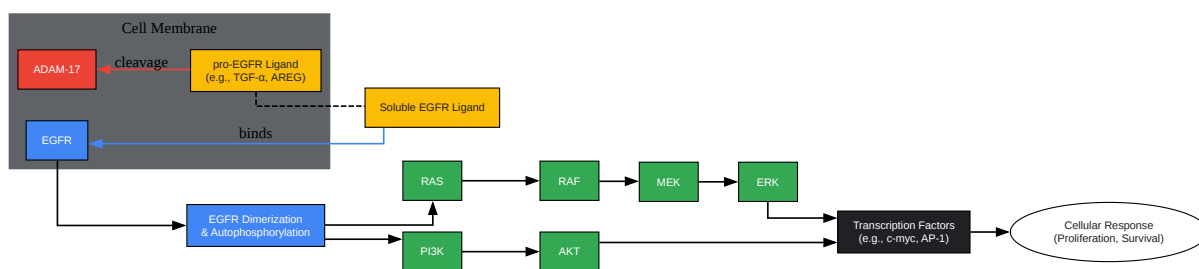 Cell Membrane
ADAM-17
cleavage
pro-EGFR Ligand
(e.g., TGF-α, AREG)
Soluble EGFR Ligand
EGFR
binds
RAS
RAF
MEK
ERK
EGFR Dimerization
& Autophosphorylation
PI3K
AKT
Transcription Factors
(e.g., c-myc, AP-1)
Cellular Response
(Proliferation, Survival)